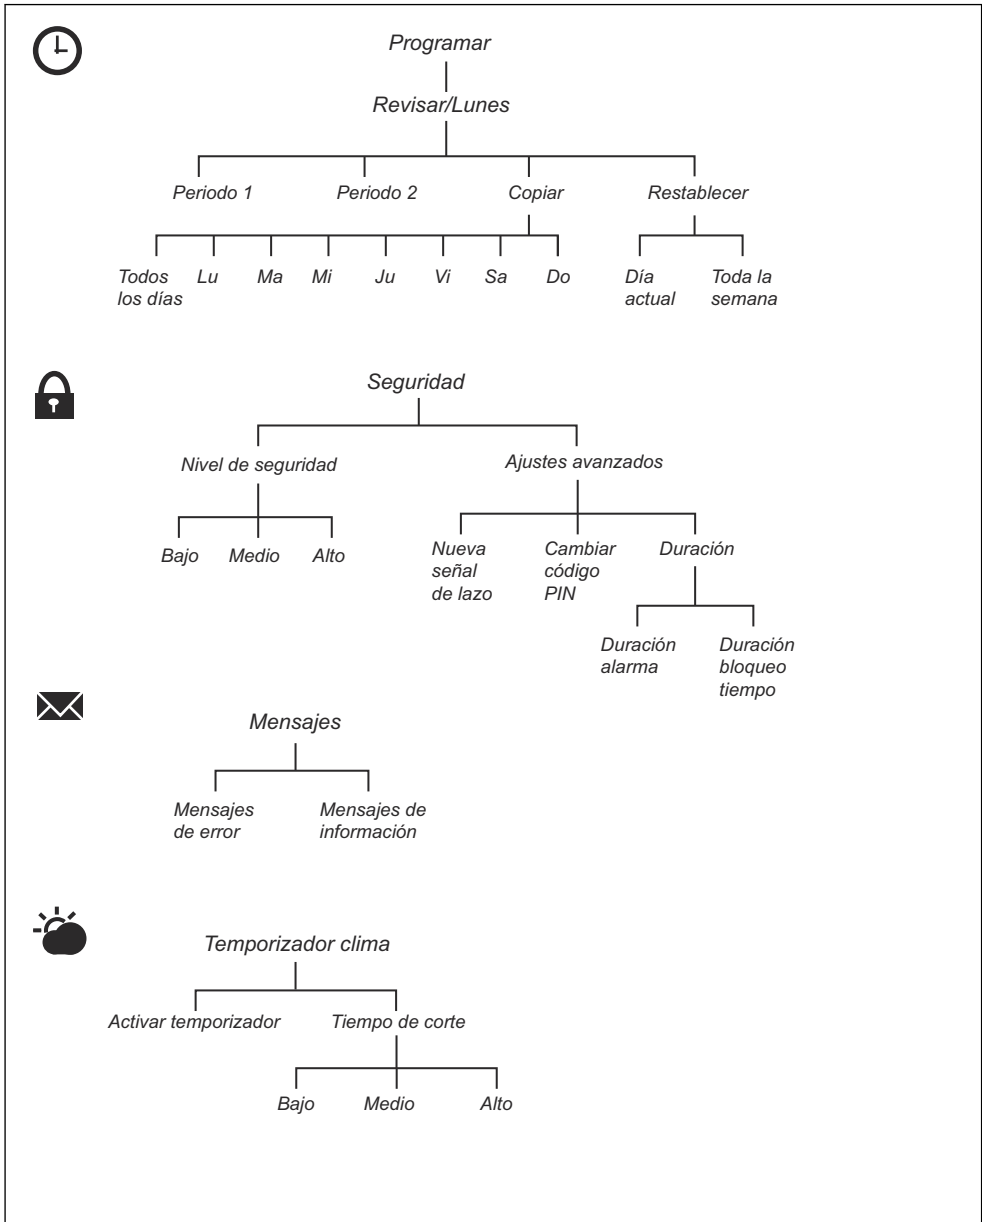 Programar
Revisar/Lunes
Periodo 1 Periodo 2 Copiar Restablecer
Todos los días Lu Ma Mi Ju Vi Sa Do Día actual Toda la semana
Seguridad
Nivel de seguridad Ajustes avanzados
Bajo Medio Alto
Nueva señal de lazo
Cambiar código PIN
Duración
Duración alarma
Duración bloqueo tiempo
Mensajes
Mensajes de error
Mensajes de información
Temporizador clima
Activar temporizador Tiempo de corte
Bajo Medio Alto